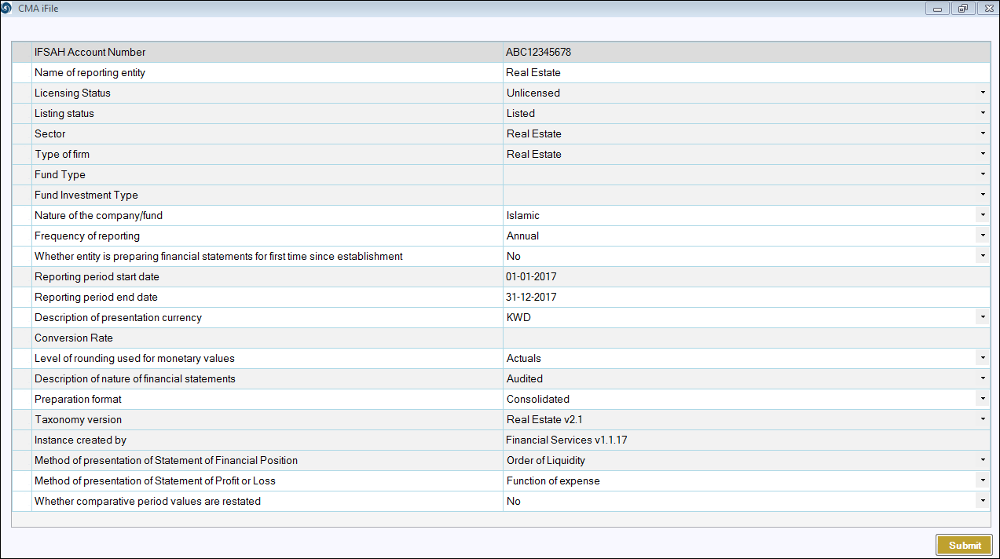 CMA iFile
IFSAH Account Number ABC12345678
Name of reporting entity Real Estate
Licensing Status Unlicensed
Listing status Listed
Sector Real Estate
Type of firm Real Estate
Fund Type
Fund Investment Type
Nature of the company/fund Islamic
Frequency of reporting Annual
Whether entity is preparing financial statements for first time since establishment No
Reporting period start date 01-01-2017
Reporting period end date 31-12-2017
Description of presentation currency KWD
Conversion Rate
Level of rounding used for monetary values Actuals
Description of nature of financial statements Audited
Preparation format Consolidated
Taxonomy version Real Estate v2.1
Instance created by Financial Services v1.1.17
Method of presentation of Statement of Financial Position Order of Liquidity
Method of presentation of Statement of Profit or Loss Function of expense
Whether comparative period values are restated No
Submit